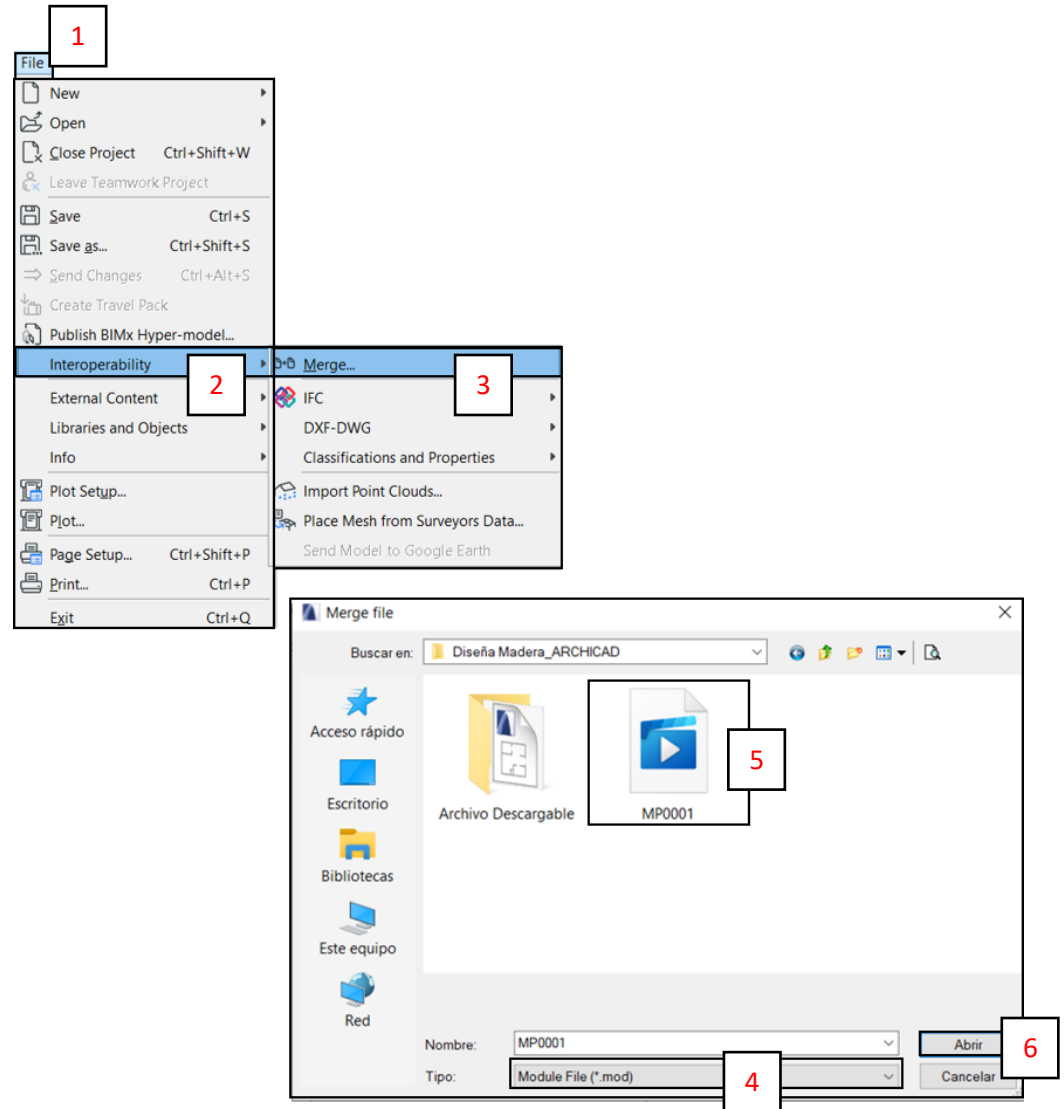 1
File
New
Open
Close Project Ctrl+Shift+W
Leave Teamwork Project
Save Ctrl+S
Save as... Ctrl+Shift+S
Send Changes Ctrl+Alt+S
Create Travel Pack
Publish BIMx Hyper-model...
Interoperability
2
External Content
Libraries and Objects
Info
Plot Setup...
Plot...
Page Setup... Ctrl+Shift+P
Print... Ctrl+P
Exit Ctrl+Q
Merge...
3
IFC
DXF-DWG
Classifications and Properties
Import Point Clouds...
Place Mesh from Surveyors Data...
Send Model to Google Earth
Merge file
Buscar en: Diseña Madera_ARCHICAD
Acceso rápido
Escritorio
Bibliotecas
Este equipo
Red
Archivo Descargable
MP0001
5
Nombre: MP0001
Abrir
6
Tipo: Module File (*.mod)
4
Cancelar